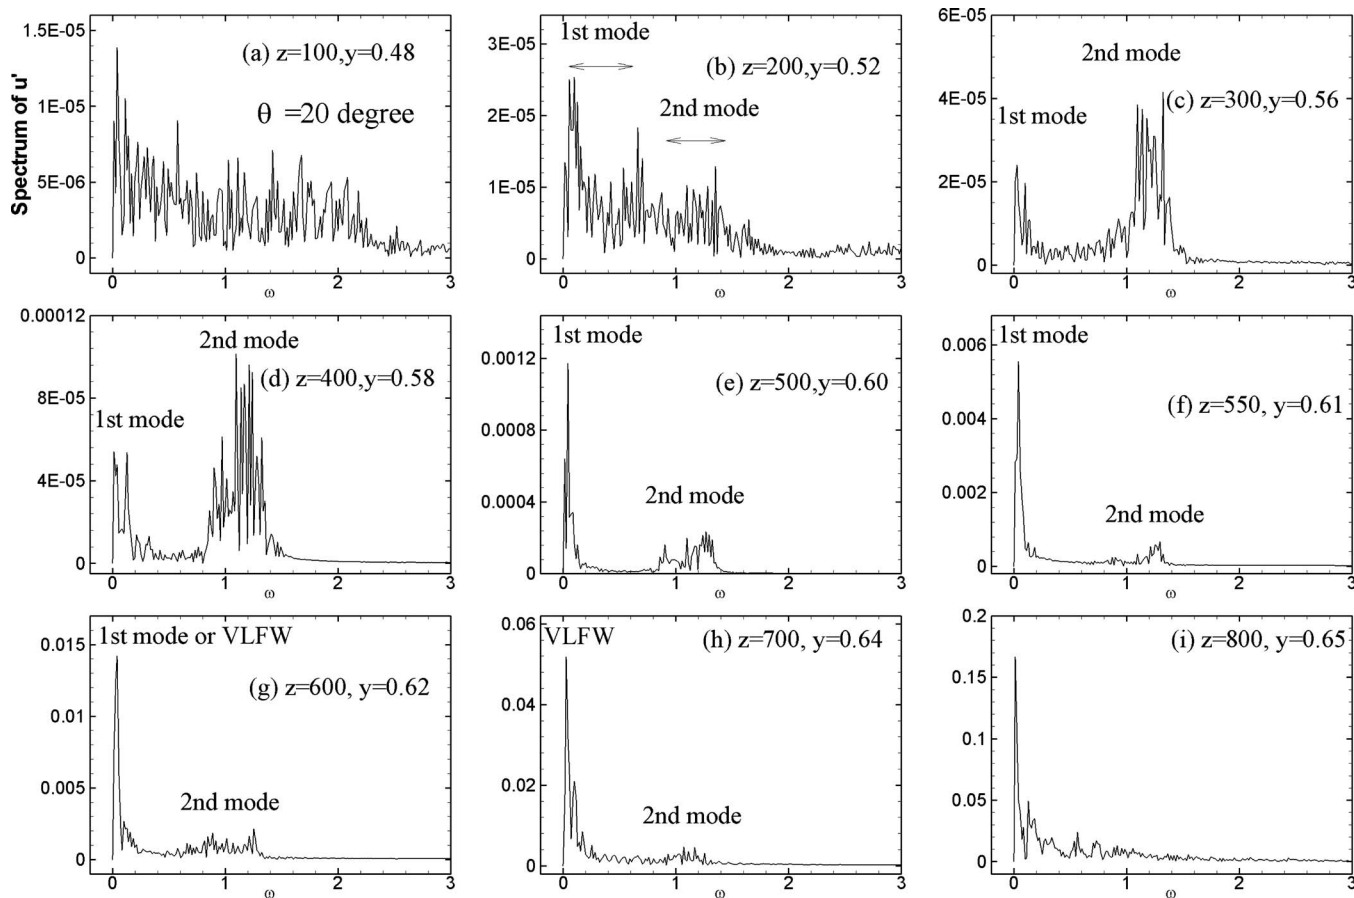 1.5E-05
1E-05
5E-06
0
Spectrum of u'
(a) z=100,y=0.48
θ =20 degree
0 1 2 3
ω
3E-05
2E-05
1E-05
0
1st mode
(b) z=200,y=0.52
2nd mode
0 1 2 3
ω
6E-05
4E-05
2E-05
0
2nd mode
(c) z=300,y=0.56
1st mode
0 1 2 3
ω
0.00012
8E-05
4E-05
0
2nd mode
(d) z=400,y=0.58
1st mode
0 1 2 3
ω
0.0012
0.0008
0.0004
0
1st mode
(e) z=500,y=0.60
2nd mode
0 1 2 3
ω
0.006
0.004
0.002
0
1st mode
(f) z=550, y=0.61
2nd mode
0 1 2 3
ω
0.015
0.01
0.005
0
1st mode or VLFW
(g) z=600, y=0.62
2nd mode
0 1 2 3
ω
0.06
0.04
0.02
0
VLFW
(h) z=700, y=0.64
2nd mode
0 1 2 3
ω
0.2
0.15
0.1
0.05
0
(i) z=800, y=0.65
0 1 2 3
ω